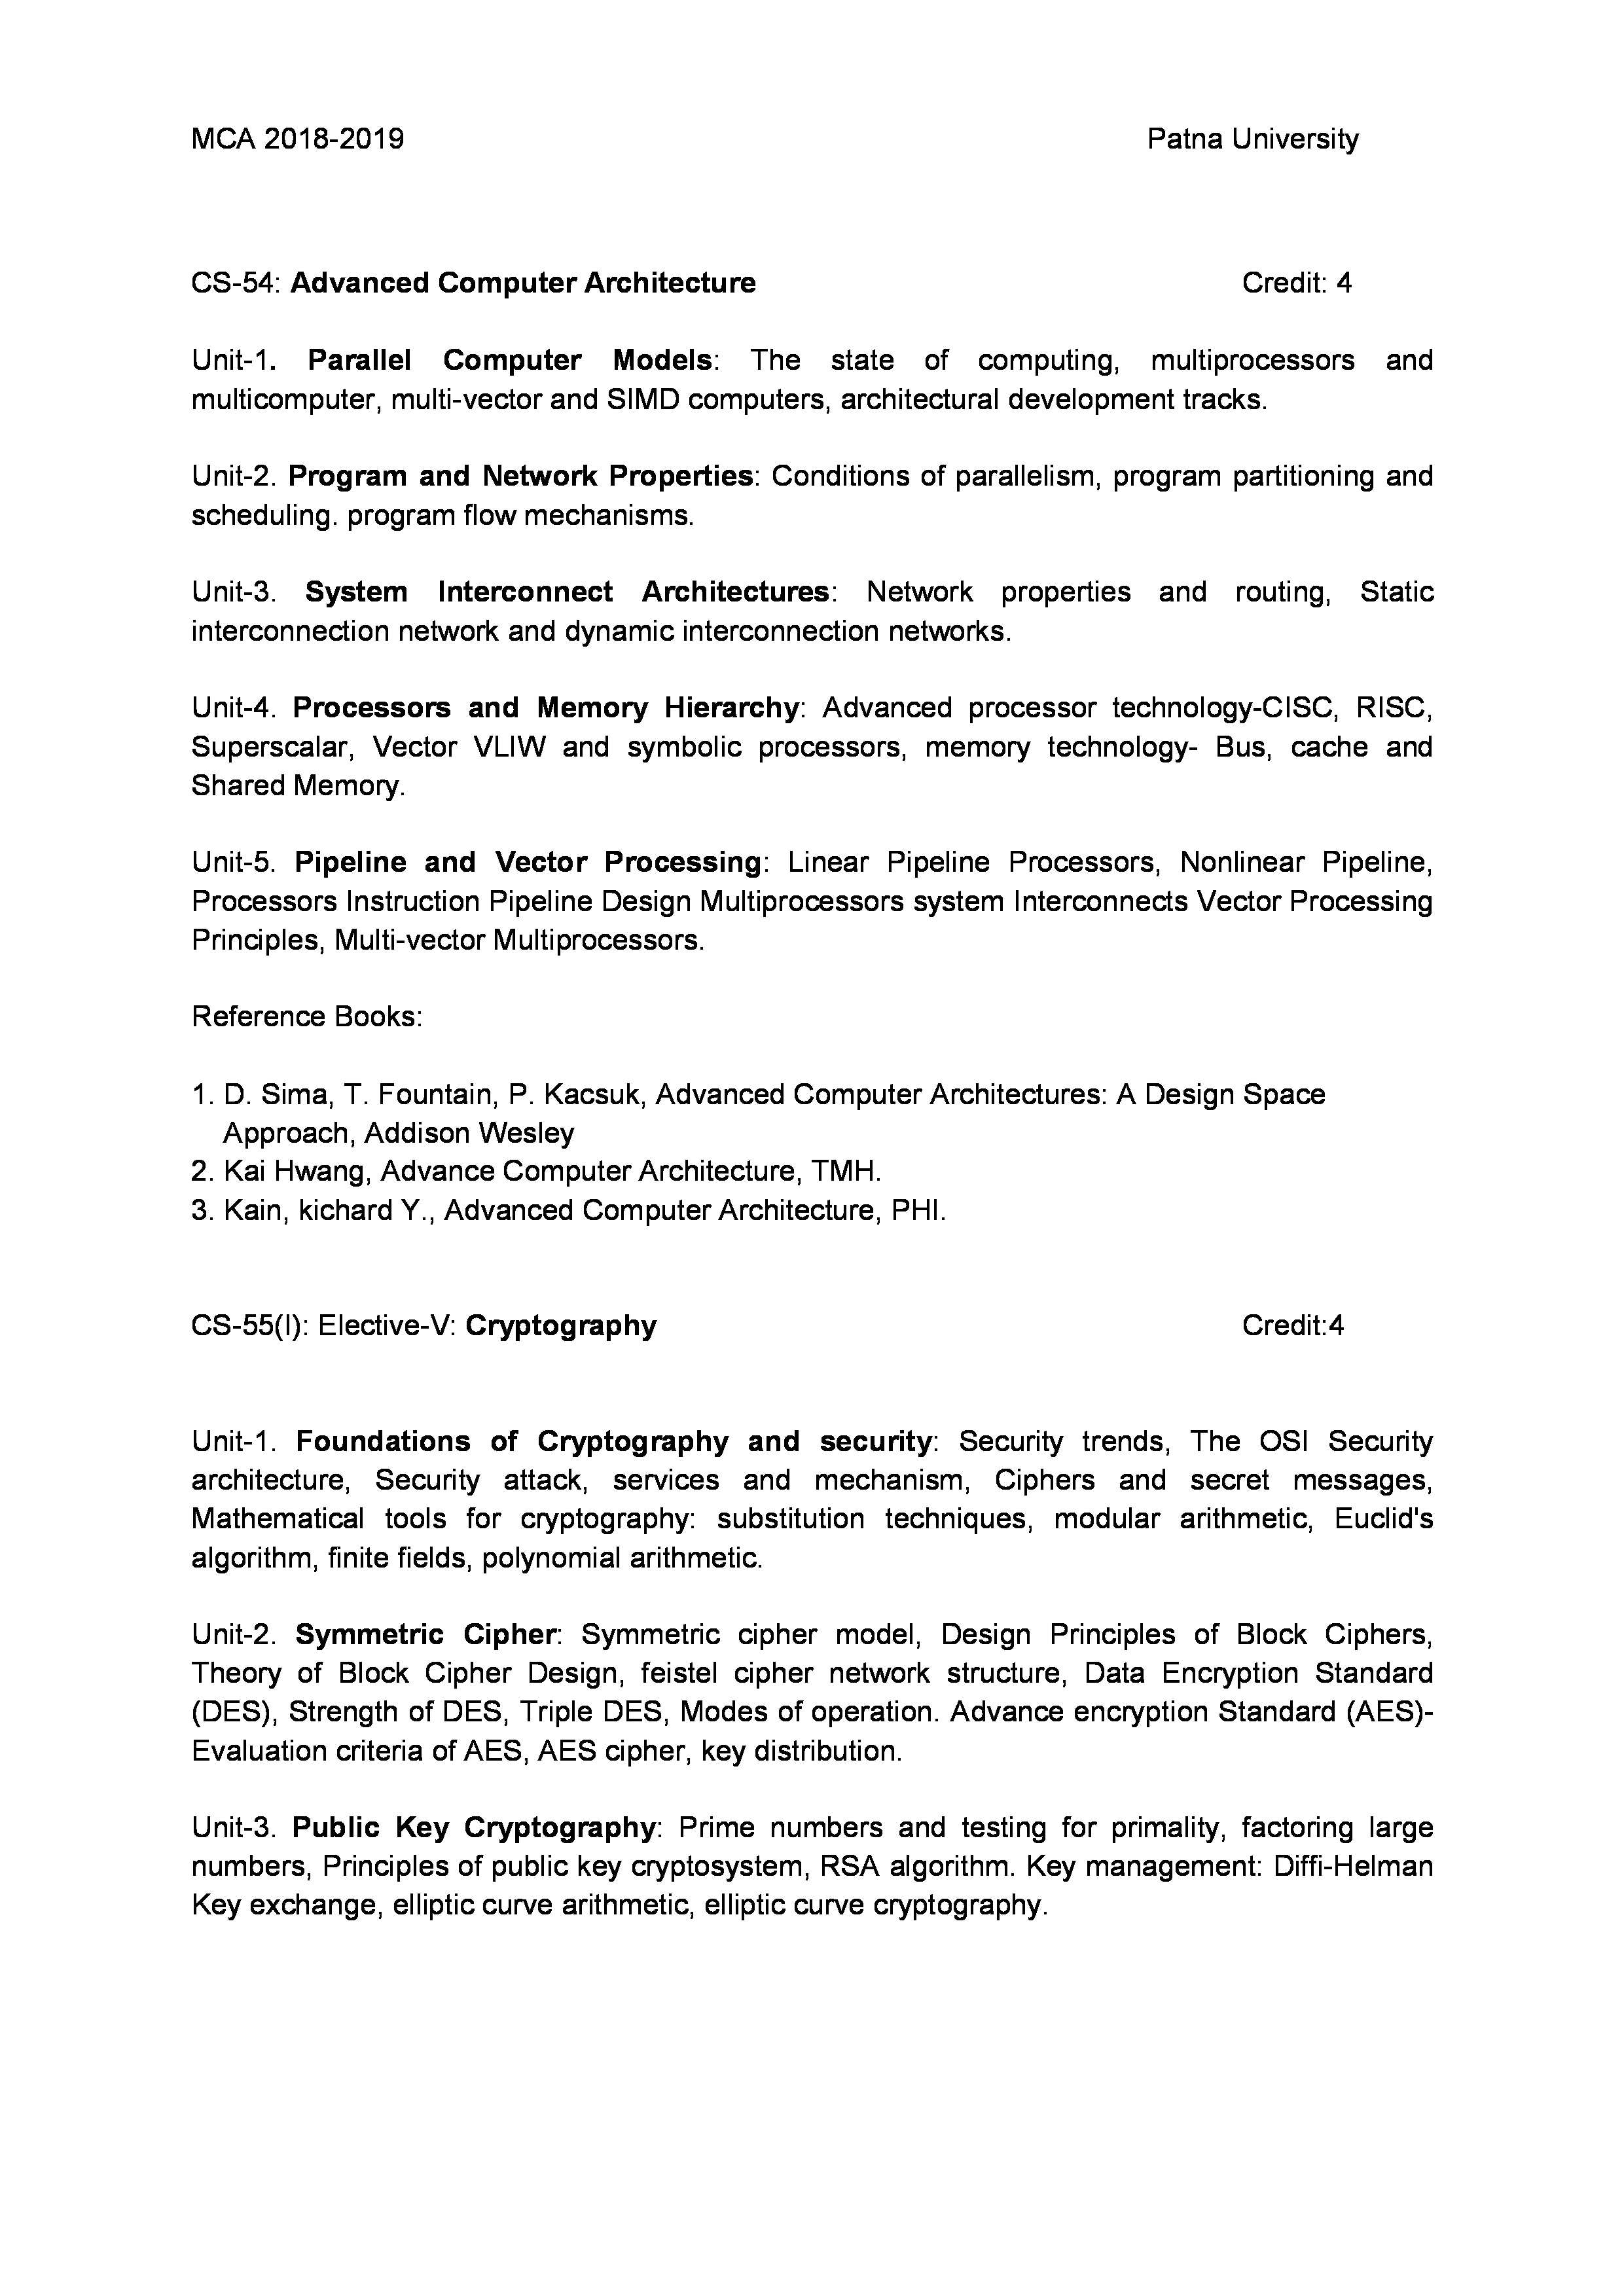 MCA 2018-2019 Patna University
CS-54: Advanced Computer Architecture Credit: 4
Unit-1. Parallel Computer Models: The state of computing, multiprocessors and
multicomputer, multi-vector and SIMD computers, architectural development tracks.
Unit-2. Program and Network Properties: Conditions of parallelism, program partitioning and
scheduling. program flow mechanisms.
Unit-3. System Interconnect Architectures: Network properties and routing, Static
interconnection network and dynamic interconnection networks.
Unit-4. Processors and Memory Hierarchy: Advanced processor technology-CISC, RISC,
Superscalar, Vector VLIW and symbolic processors, memory technology- Bus, cache and
Shared Memory.
Unit-5. Pipeline and Vector Processing: Linear Pipeline Processors, Nonlinear Pipeline,
Processors Instruction Pipeline Design Multiprocessors system Interconnects Vector Processing
Principles, Multi-vector Multiprocessors.
Reference Books:
1. D. Sima, T. Fountain, P. Kacsuk, Advanced Computer Architectures: A Design Space
Approach, Addison Wesley
2. Kai Hwang, Advance Computer Architecture, TMH.
3. Kain, kichard Y., Advanced Computer Architecture, PHI.
CS-55(I): Elective-V: Cryptography Credit:4
Unit-1. Foundations of Cryptography and security: Security trends, The OSI Security
architecture, Security attack, services and mechanism, Ciphers and secret messages,
Mathematical tools for cryptography: substitution techniques, modular arithmetic, Euclid's
algorithm, finite fields, polynomial arithmetic.
Unit-2. Symmetric Cipher: Symmetric cipher model, Design Principles of Block Ciphers,
Theory of Block Cipher Design, feistel cipher network structure, Data Encryption Standard
(DES), Strength of DES, Triple DES, Modes of operation. Advance encryption Standard (AES)-
Evaluation criteria of AES, AES cipher, key distribution.
Unit-3. Public Key Cryptography: Prime numbers and testing for primality, factoring large
numbers, Principles of public key cryptosystem, RSA algorithm. Key management: Diffi-Helman
Key exchange, elliptic curve arithmetic, elliptic curve cryptography.